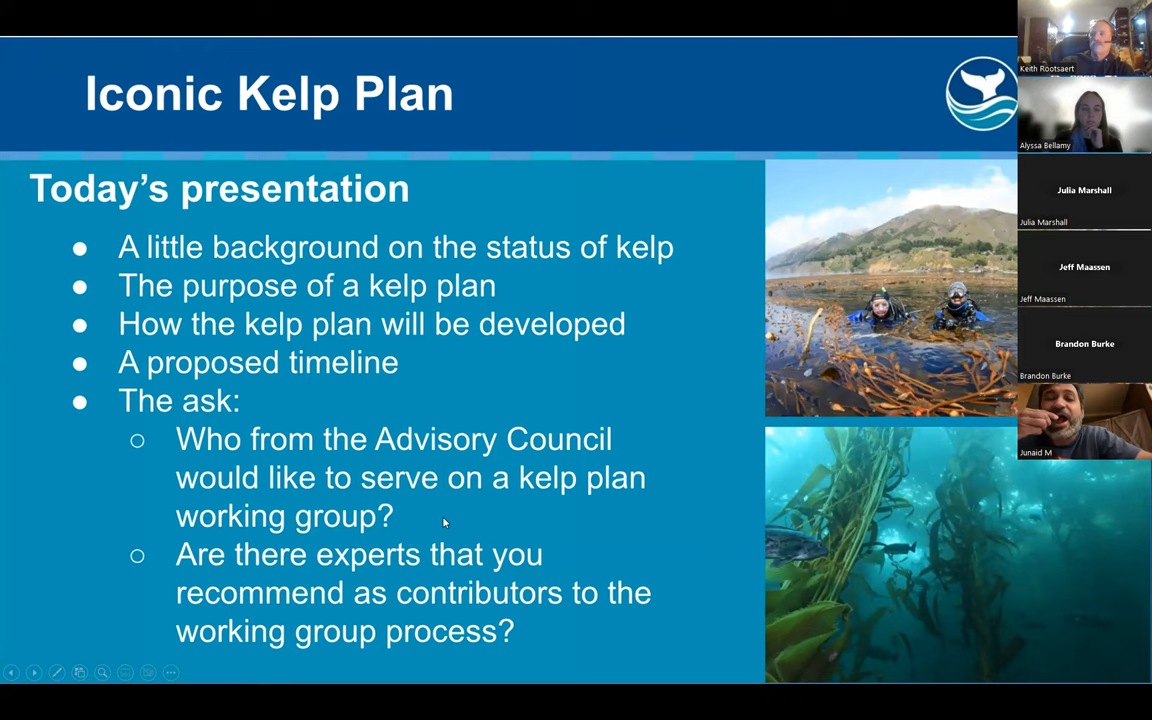 Iconic Kelp Plan
Today's presentation
● A little background on the status of kelp
● The purpose of a kelp plan
● How the kelp plan will be developed
● A proposed timeline
● The ask:
○ Who from the Advisory Council
would like to serve on a kelp plan
working group?
○ Are there experts that you
recommend as contributors to the
working group process?
Keith Rootsaert
Alyssa Bellamy
Julia Marshall
Julia Marshall
Jeff Maassen
Jeff Maassen
Brandon Burke
Brandon Burke
Junaid M